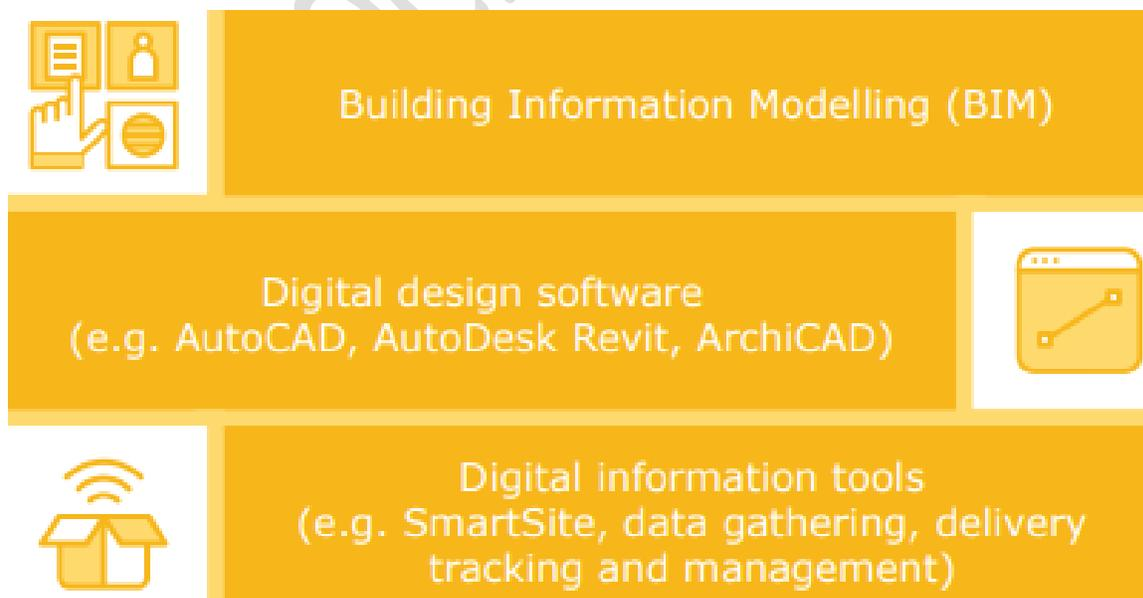 Building Information Modelling (BIM)
Digital design software
(e.g. AutoCAD, AutoDesk Revit, ArchiCAD)
Digital information tools
(e.g. SmartSite, data gathering, delivery
tracking and management)